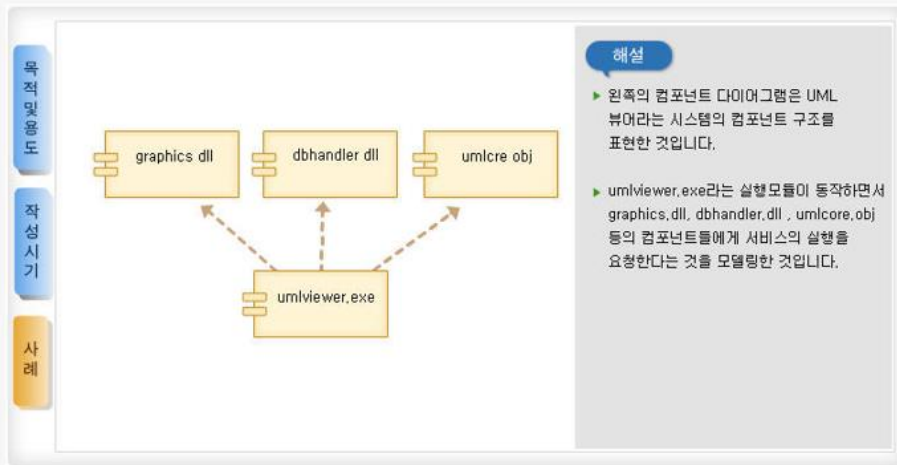 목적및용도
작성시기
사례
graphics dll
dbhandler dll
umlcre obj
umlviewer.exe
해설
왼쪽의 컴포넌트 다이어그램은 UML
뷰어라는 시스템의 컴포넌트 구조를
표현한 것입니다.
umlviewer.exe라는 실행모듈이 동작하면서
graphics.dll, dbhandler.dll , umlcore.obj
등의 컴포넌트들에게 서비스의 실행을
요청한다는 것을 모델링한 것입니다.